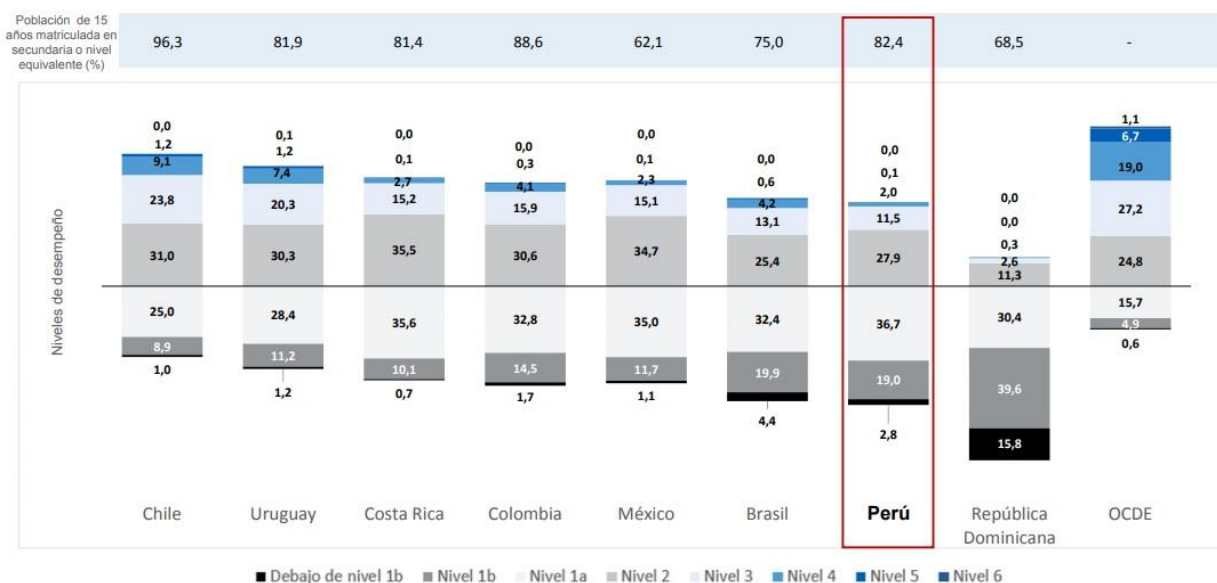 Población de 15
años matriculada en
secundaria o nivel
equivalente (%)
96,3 81,9 81,4 88,6 62,1 75,0 82,4 68,5 -
Niveles de desempeño
0,0 0,1 0,0 0,0 0,0 0,0 0,0 0,0 1,1
1,2 1,2 0,1 0,3 0,1 0,6 0,1 0,0 6,7
9,1 7,4 2,7 4,1 2,3 4,2 2,0 0,3 19,0
23,8 20,3 15,2 15,9 15,1 13,1 11,5 2,6 27,2
31,0 30,3 35,5 30,6 34,7 25,4 27,9 11,3 24,8
25,0 28,4 35,6 32,8 35,0 32,4 36,7 30,4 15,7
8,9 11,2 10,1 14,5 11,7 19,9 19,0 39,6 4,9
1,0 1,2 0,7 1,7 1,1 4,4 2,8 15,8 0,6
Chile Uruguay Costa Rica Colombia México Brasil Perú República Dominicana OCDE
Debajo de nivel 1b Nivel 1b Nivel 1a Nivel 2 Nivel 3 Nivel 4 Nivel 5 Nivel 6